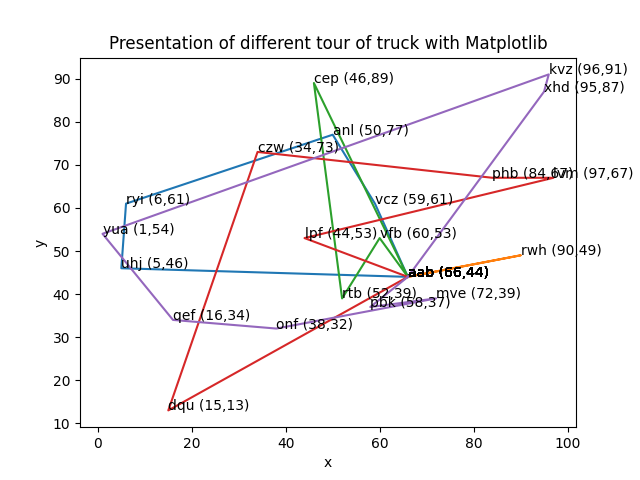 Presentation of different tour of truck with Matplotlib
kvz (96,91)
cep (46,89)
xhd (95,87)
anl (50,77)
czw (34,73)
phb (84,67)
(97,67)
ryi (6,61)
vcz (59,61)
yua (1,54)
lpf (44,53)
vfb (60,53)
rwh (90,49)
uhj (5,46)
aab (66,44)
rtb (52,39)
mve (72,39)
(58,37)
qef (16,34)
onf (38,32)
dqu (15,13)
90
80
70
60
50
40
30
20
10
y
0
20
40
60
80
100
x